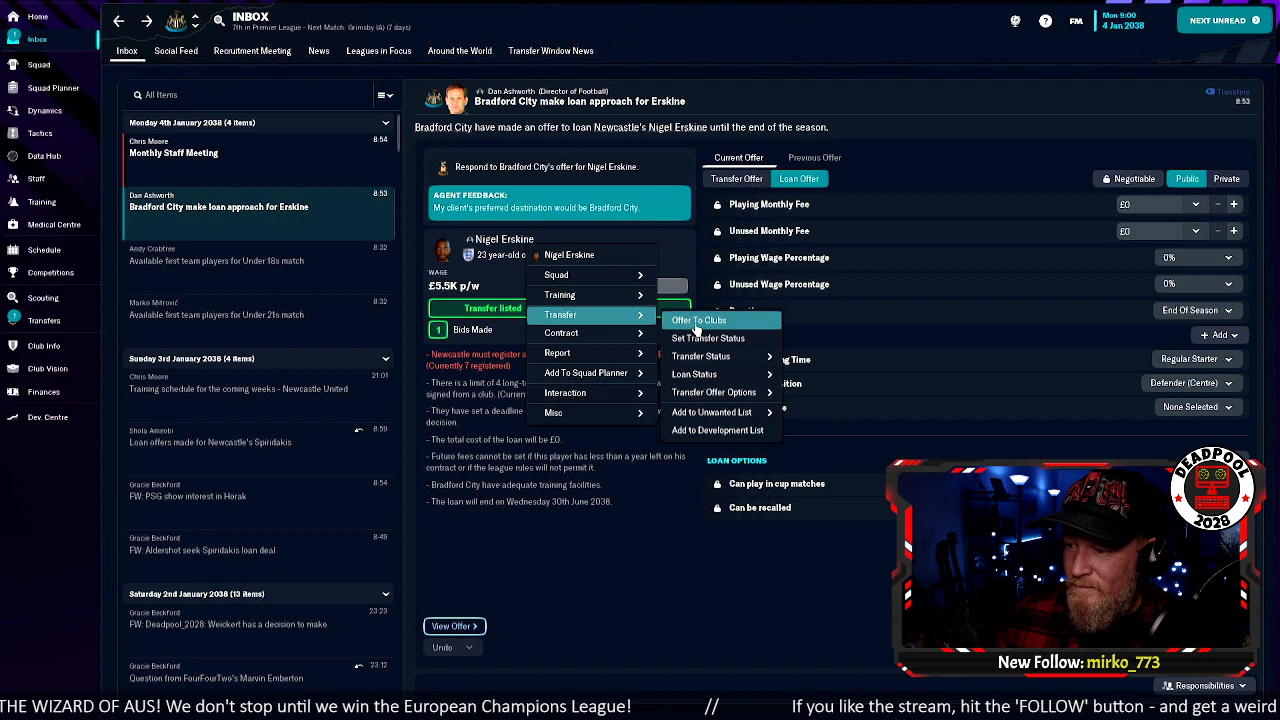 Home
Inbox
Squad
Squad Planner
Dynamics
Tactics
Data Hub
Staff
Training
Medical Centre
Schedule
Competitions
Scouting
Transfers
Club Info
Club Vision
Finances
Dev. Centre
INBOX
7th in Premier League - Next Match: Grimsby (A) (7 days)
FM
Mon 9:00
4 Jan 2038
NEXT UNREAD
Inbox
Social Feed
Recruitment Meeting
News
Leagues in Focus
Around the World
Transfer Window News
All Items
Monday 4th January 2038 (4 items)
Chris Moore
8:54
Monthly Staff Meeting
Dan Ashworth
8:53
Bradford City make loan approach for Erskine
Andy Crabtree
8:32
Available first team players for Under 18s match
Marko Mitrović
8:32
Available first team players for Under 21s match
Sunday 3rd January 2038 (4 items)
Chris Moore
21:01
Training schedule for the coming weeks - Newcastle United
Shola Ameobi
8:59
Loan offers made for Newcastle's Spiridakis
Gracie Beckford
8:54
FW: PSG show interest in Horak
Gracie Beckford
8:49
FW: Aldershot seek Spiridakis loan deal
Saturday 2nd January 2038 (13 items)
Gracie Beckford
23:23
FW: Deadpool_2028: Weickert has a decision to make
Gracie Beckford
23:12
Question from FourFourTwo's Marvin Emberton
Dan Ashworth (Director of Football)
Bradford City make loan approach for Erskine
Transfers
8:53
Bradford City have made an offer to loan Newcastle's Nigel Erskine until the end of the season.
Respond to Bradford City's offer for Nigel Erskine.
AGENT FEEDBACK:
My client's preferred destination would be Bradford City.
Nigel Erskine
23 year-old
WAGE
£5.5K p/w
Transfer listed
1
Bids Made
- Newcastle must register a
(Currently 7 registered)
- There is a limit of 4 long-t
signed from a club. (Curren
- They have set a deadline
decision.
- The total cost of the loan will be £0.
- Future fees cannot be set if this player has less than a year left on his
contract or if the league rules will not permit it.
- Bradford City have adequate training facilities.
- The loan will end on Wednesday 30th June 2038.
View Offer
Undo
Nigel Erskine
Squad
Training
Transfer
Contract
Report
Add To Squad Planner
Interaction
Misc
Offer To Clubs
Set Transfer Status
Transfer Status
Loan Status
Transfer Offer Options
Add to Unwanted List
Add to Development List
Current Offer
Previous Offer
Transfer Offer
Loan Offer
Negotiable
Public
Private
Playing Monthly Fee
£0
Unused Monthly Fee
£0
Playing Wage Percentage
0%
Unused Wage Percentage
0%
End Of Season
Add
ing Time
Regular Starter
ition
Defender (Centre)
None Selected
LOAN OPTIONS
Can play in cup matches
Can be recalled
Responsibilities
DEADPOOL
2028
New Follow: mirko_773
THE WIZARD OF AUS! We don't stop until we win the European Champions League! // If you like the stream, hit the 'FOLLOW' button - and get a weird